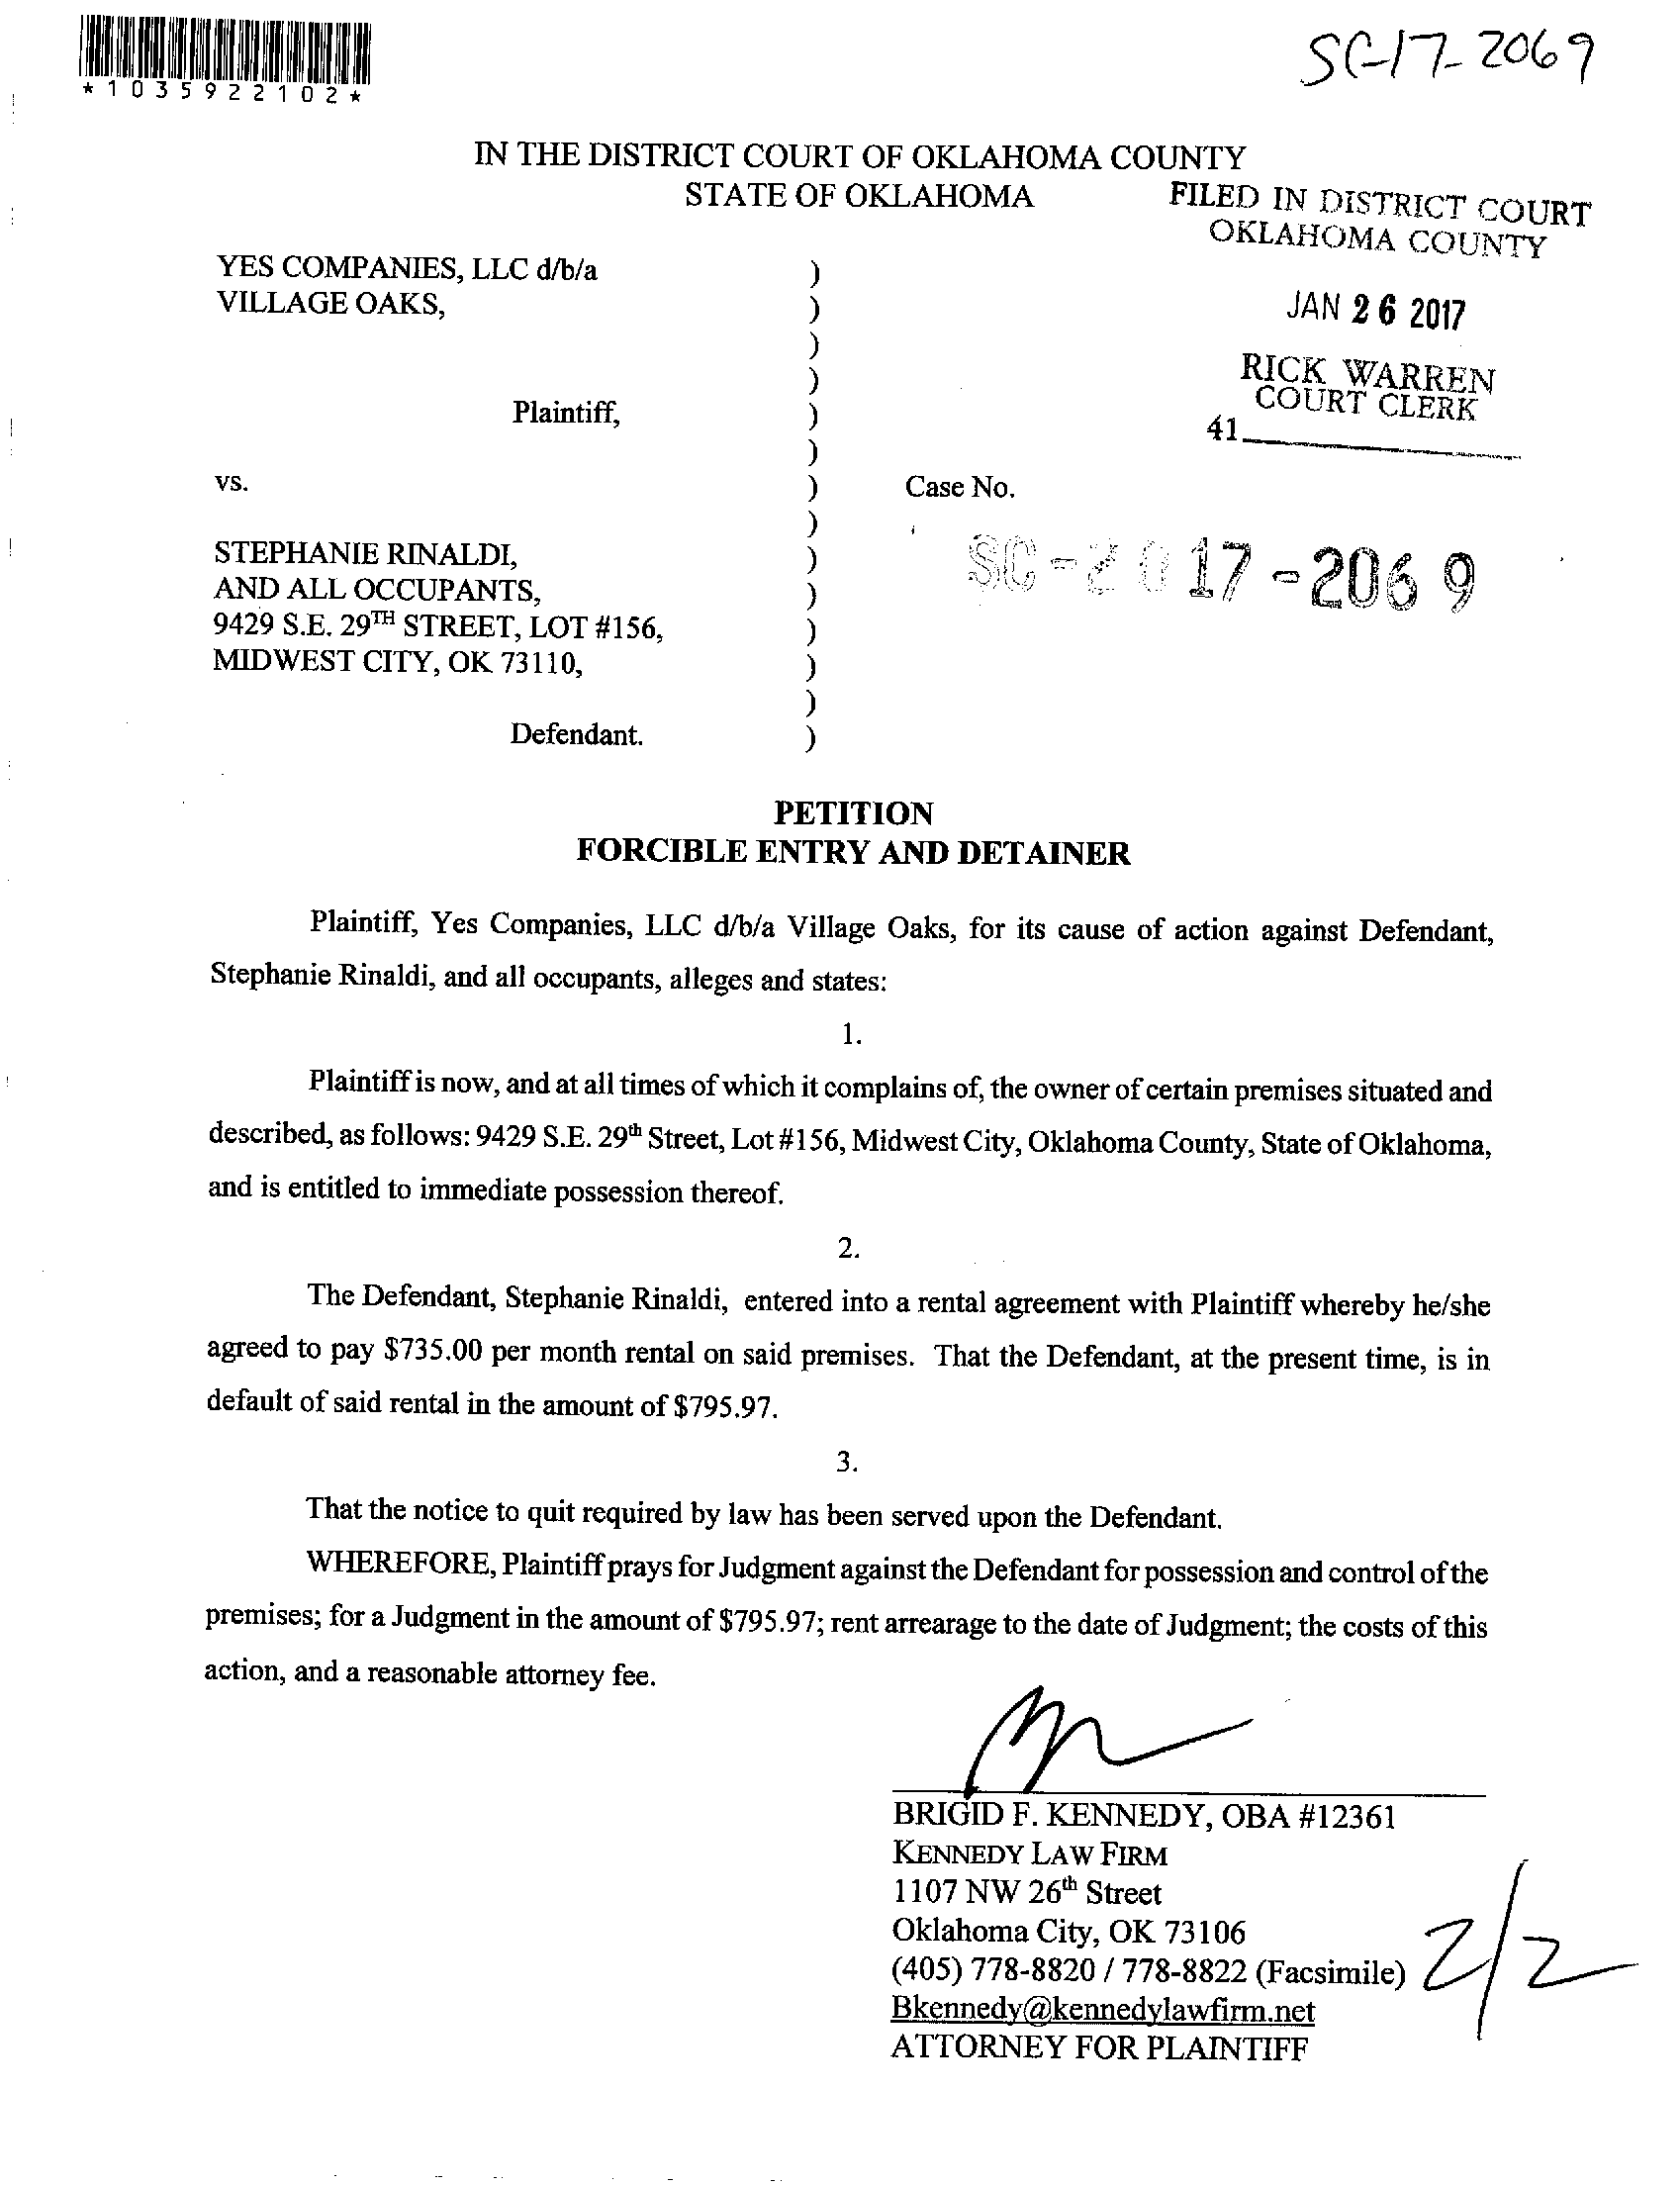 *1035922102*
SC-17-2069
IN THE DISTRICT COURT OF OKLAHOMA COUNTY
STATE OF OKLAHOMA
FILED IN DISTRICT COURT
OKLAHOMA COUNTY
JAN 26 2017
RICK WARREN
COURT CLERK
41
YES COMPANIES, LLC d/b/a )
VILLAGE OAKS, )
)
)
Plaintiff, )
)
vs. ) Case No.
)
STEPHANIE RINALDI, ) SC-2017-2069
AND ALL OCCUPANTS, )
9429 S.E. 29TH STREET, LOT #156, )
MIDWEST CITY, OK 73110, )
)
Defendant. )
PETITION
FORCIBLE ENTRY AND DETAINER
Plaintiff, Yes Companies, LLC d/b/a Village Oaks, for its cause of action against Defendant,
Stephanie Rinaldi, and all occupants, alleges and states:
1.
Plaintiff is now, and at all times of which it complains of, the owner of certain premises situated and
described, as follows: 9429 S.E. 29th Street, Lot #156, Midwest City, Oklahoma County, State of Oklahoma,
and is entitled to immediate possession thereof.
2.
The Defendant, Stephanie Rinaldi, entered into a rental agreement with Plaintiff whereby he/she
agreed to pay $735.00 per month rental on said premises. That the Defendant, at the present time, is in
default of said rental in the amount of $795.97.
3.
That the notice to quit required by law has been served upon the Defendant.
WHEREFORE, Plaintiff prays for Judgment against the Defendant for possession and control of the
premises; for a Judgment in the amount of $795.97; rent arrearage to the date of Judgment; the costs of this
action, and a reasonable attorney fee.
BRIGID F. KENNEDY, OBA #12361
KENNEDY LAW FIRM
1107 NW 26th Street
Oklahoma City, OK 73106
(405) 778-8820 / 778-8822 (Facsimile)
Bkennedy@kennedylawfirm.net
ATTORNEY FOR PLAINTIFF
2/2